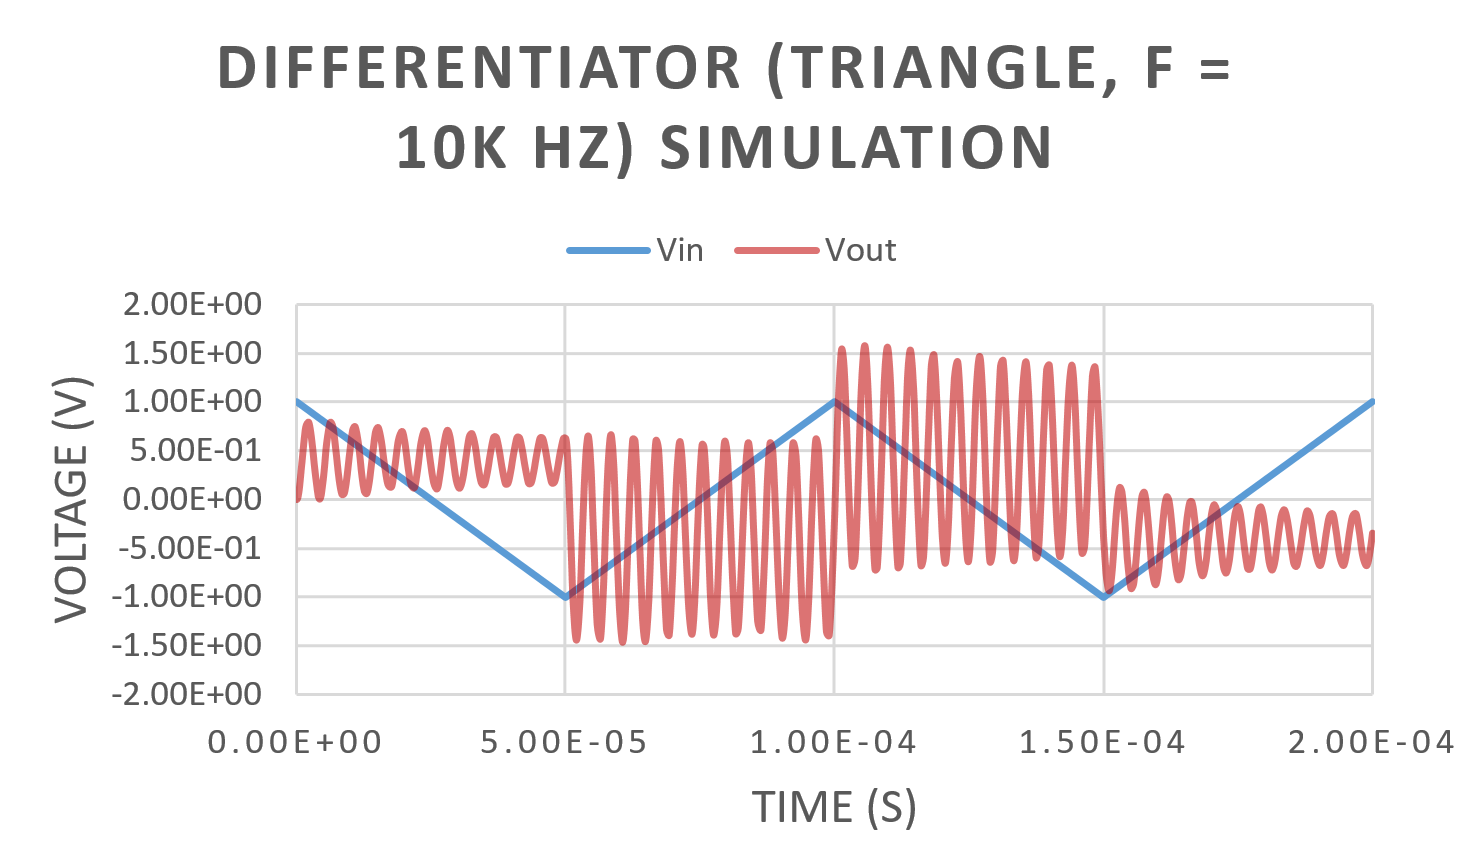 DIFFERENTIATOR (TRIANGLE, F =
10K HZ) SIMULATION
Vin Vout
2.00E+00
1.50E+00
1.00E+00
5.00E-01
0.00E+00
-5.00E-01
-1.00E+00
-1.50E+00
-2.00E+00
VOLTAGE (V)
0.00E+00 5.00E-05 1.00E-04 1.50E-04 2.00E-04
TIME (S)